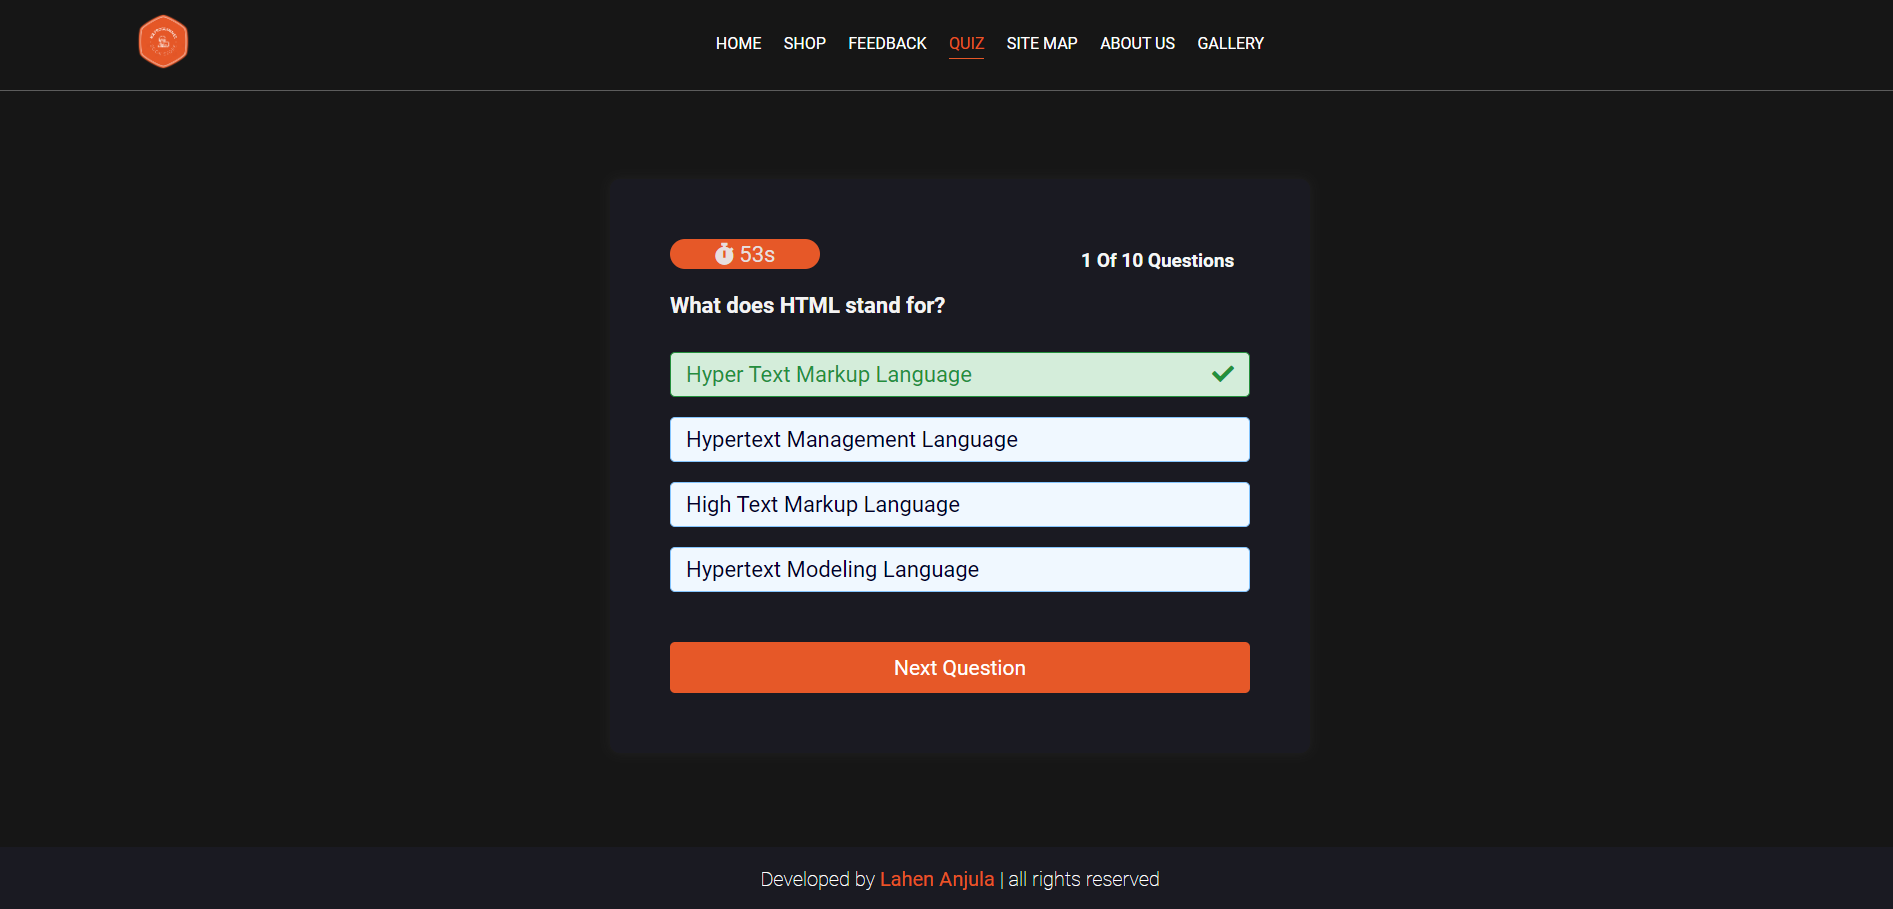 HOME SHOP FEEDBACK QUIZ SITE MAP ABOUT US GALLERY
53s
1 Of 10 Questions
What does HTML stand for?
Hyper Text Markup Language
Hypertext Management Language
High Text Markup Language
Hypertext Modeling Language
Next Question
Developed by Lahen Anjula | all rights reserved